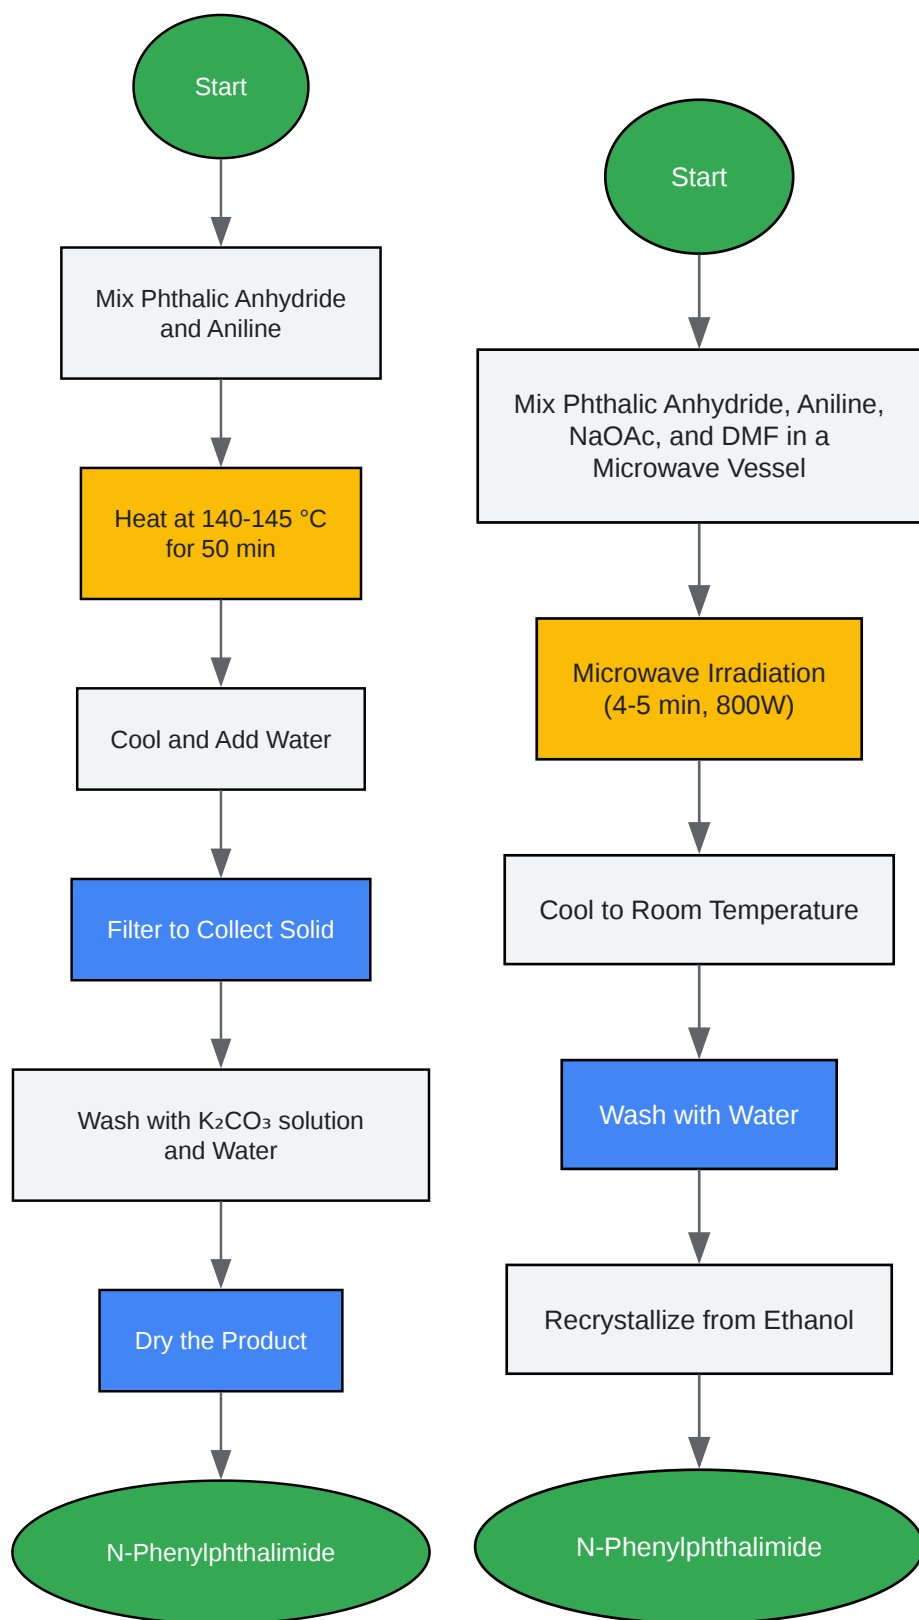 Start
Mix Phthalic Anhydride
and Aniline
Heat at 140-145 °C
for 50 min
Cool and Add Water
Filter to Collect Solid
Wash with K₂CO₃ solution
and Water
Dry the Product
N-Phenylphthalimide
Start
Mix Phthalic Anhydride, Aniline,
NaOAc, and DMF in a
Microwave Vessel
Microwave Irradiation
(4-5 min, 800W)
Cool to Room Temperature
Wash with Water
Recrystallize from Ethanol
N-Phenylphthalimide